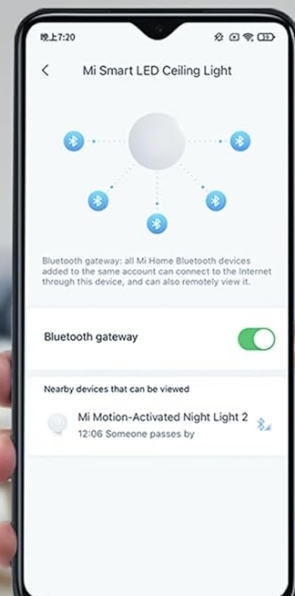 晚上7:20
Mi Smart LED Ceiling Light
Bluetooth gateway: all Mi Home Bluetooth devices
added to the same account can connect to the Internet
through this device, and can also remotely view it.
Bluetooth gateway
Nearby devices that can be viewed
Mi Motion-Activated Night Light 2
12:06 Someone passes by